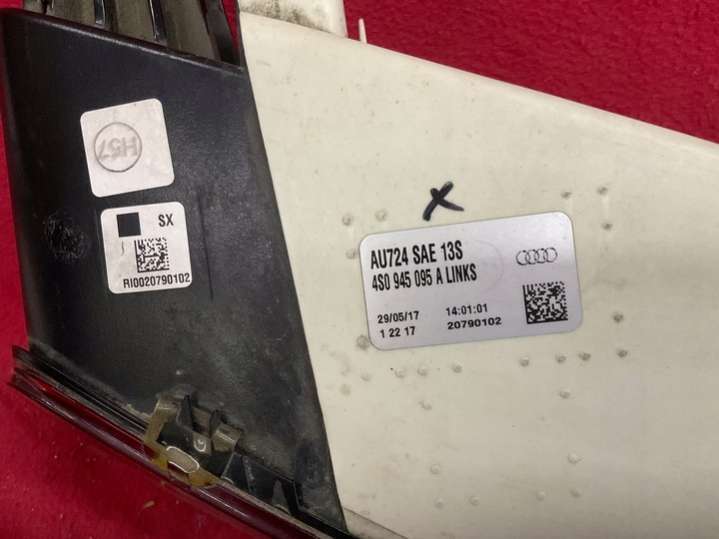 H57
SX
RI0020790102
X
AU724 SAE 13S
4S0 945 095 A LINKS
29/05/17 14:01:01
1 22 17 20790102